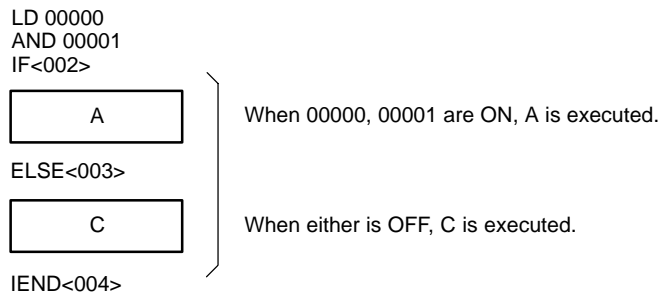 LD 00000
AND 00001
IF<002>
A
When 00000, 00001 are ON, A is executed.
ELSE<003>
C
When either is OFF, C is executed.
IEND<004>